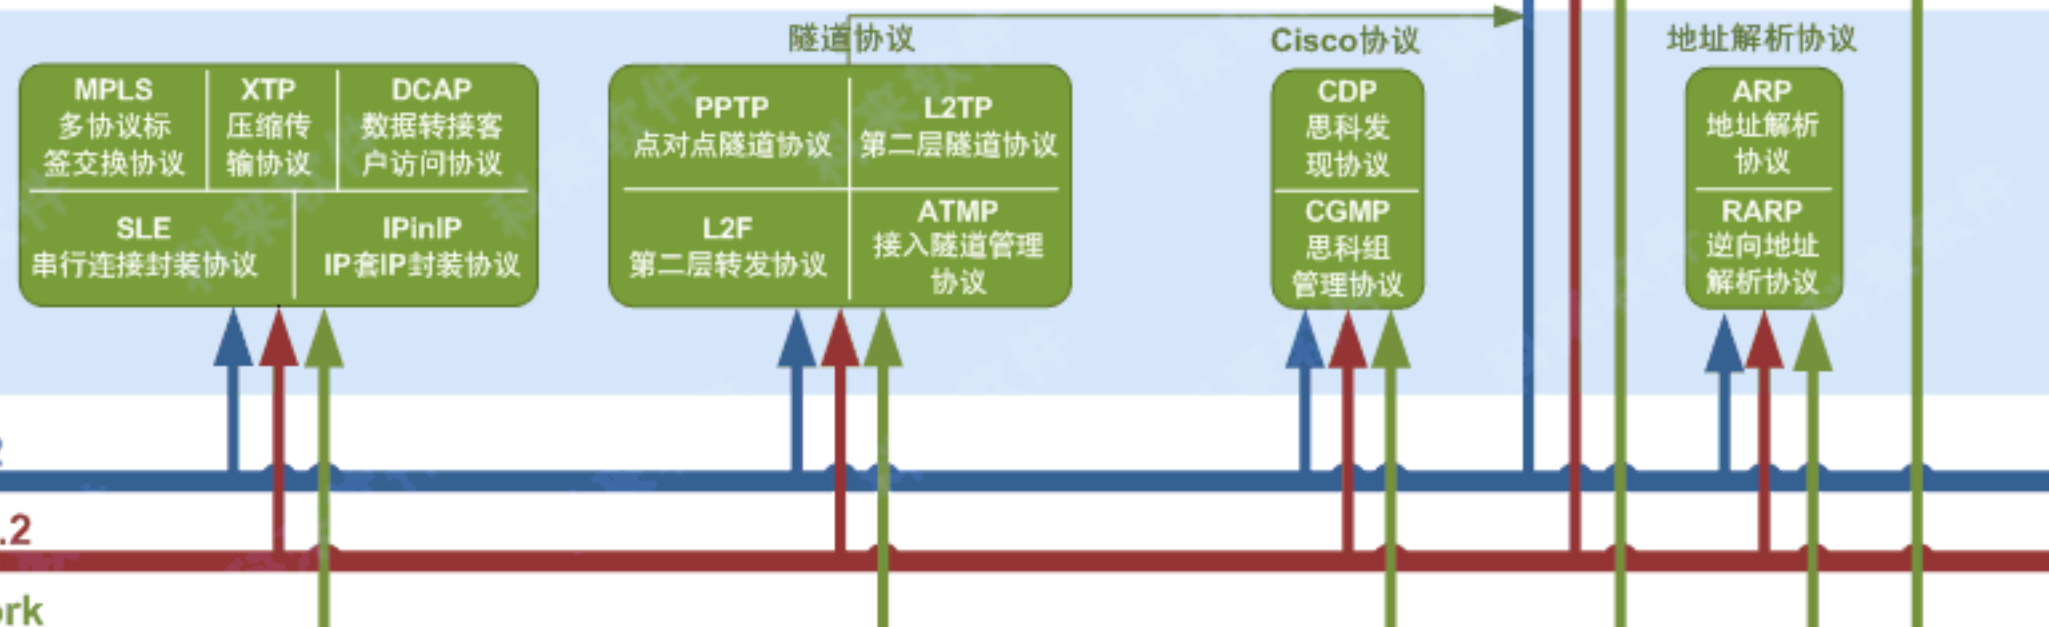 隧道协议
Cisco协议
地址解析协议
MPLS
多协议标
签交换协议
XTP
压缩传
输协议
DCAP
数据转接客
户访问协议
SLE
串行连接封装协议
IPinIP
IP套IP封装协议
PPTP
点对点隧道协议
L2TP
第二层隧道协议
L2F
第二层转发协议
ATMP
接入隧道管理
协议
CDP
思科发
现协议
CGMP
思科组
管理协议
ARP
地址解析
协议
RARP
逆向地址
解析协议
.2
ork